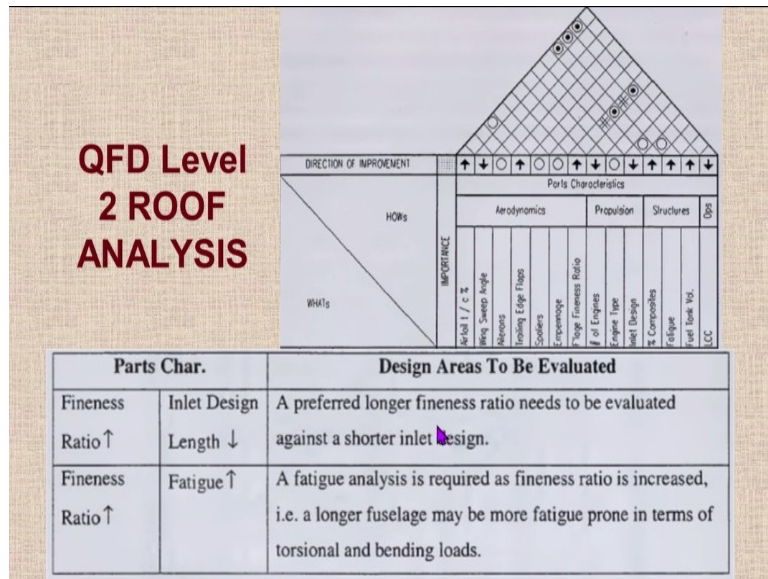 QFD Level
2 ROOF
ANALYSIS
DIRECTION OF IMPROVEMENT
Parts Characteristics
HOWs
Aerodynamics
Propulsion
Structures
Ops
WHATs
IMPORTANCE
Airfoil t / c %
Wing Sweep Angle
Ailerons
Trailing Edge Flaps
Spoilers
Empennage
F'lage Fineness Ratio
# of Engines
Engine Type
Inlet Design
% Composites
Fatigue
Fuel Tank Vol.
LCC
Parts Char. Design Areas To Be Evaluated
Fineness Inlet Design A preferred longer fineness ratio needs to be evaluated
Ratio↑ Length ↓ against a shorter inlet design.
Fineness Fatigue↑ A fatigue analysis is required as fineness ratio is increased,
Ratio↑ i.e. a longer fuselage may be more fatigue prone in terms of
torsional and bending loads.